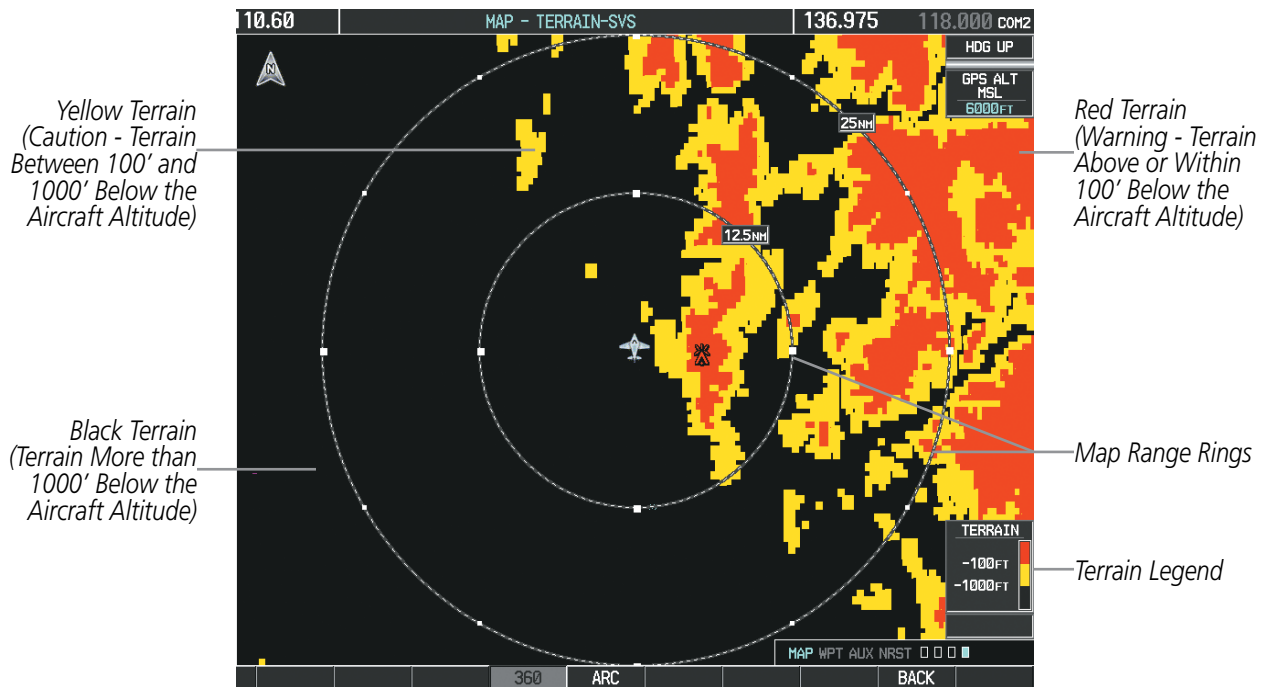 110.60 MAP - TERRAIN-SVS 136.975 118.000 COM2
HDG UP
GPS ALT
MSL
6000FT
N
Yellow Terrain
(Caution - Terrain
Between 100' and
1000' Below the
Aircraft Altitude)
Red Terrain
(Warning - Terrain
Above or Within
100' Below the
Aircraft Altitude)
25NM
12.5NM
Black Terrain
(Terrain More than
1000' Below the
Aircraft Altitude)
Map Range Rings
TERRAIN
-100FT
-1000FT
Terrain Legend
MAP WPT AUX NRST
360 ARC BACK